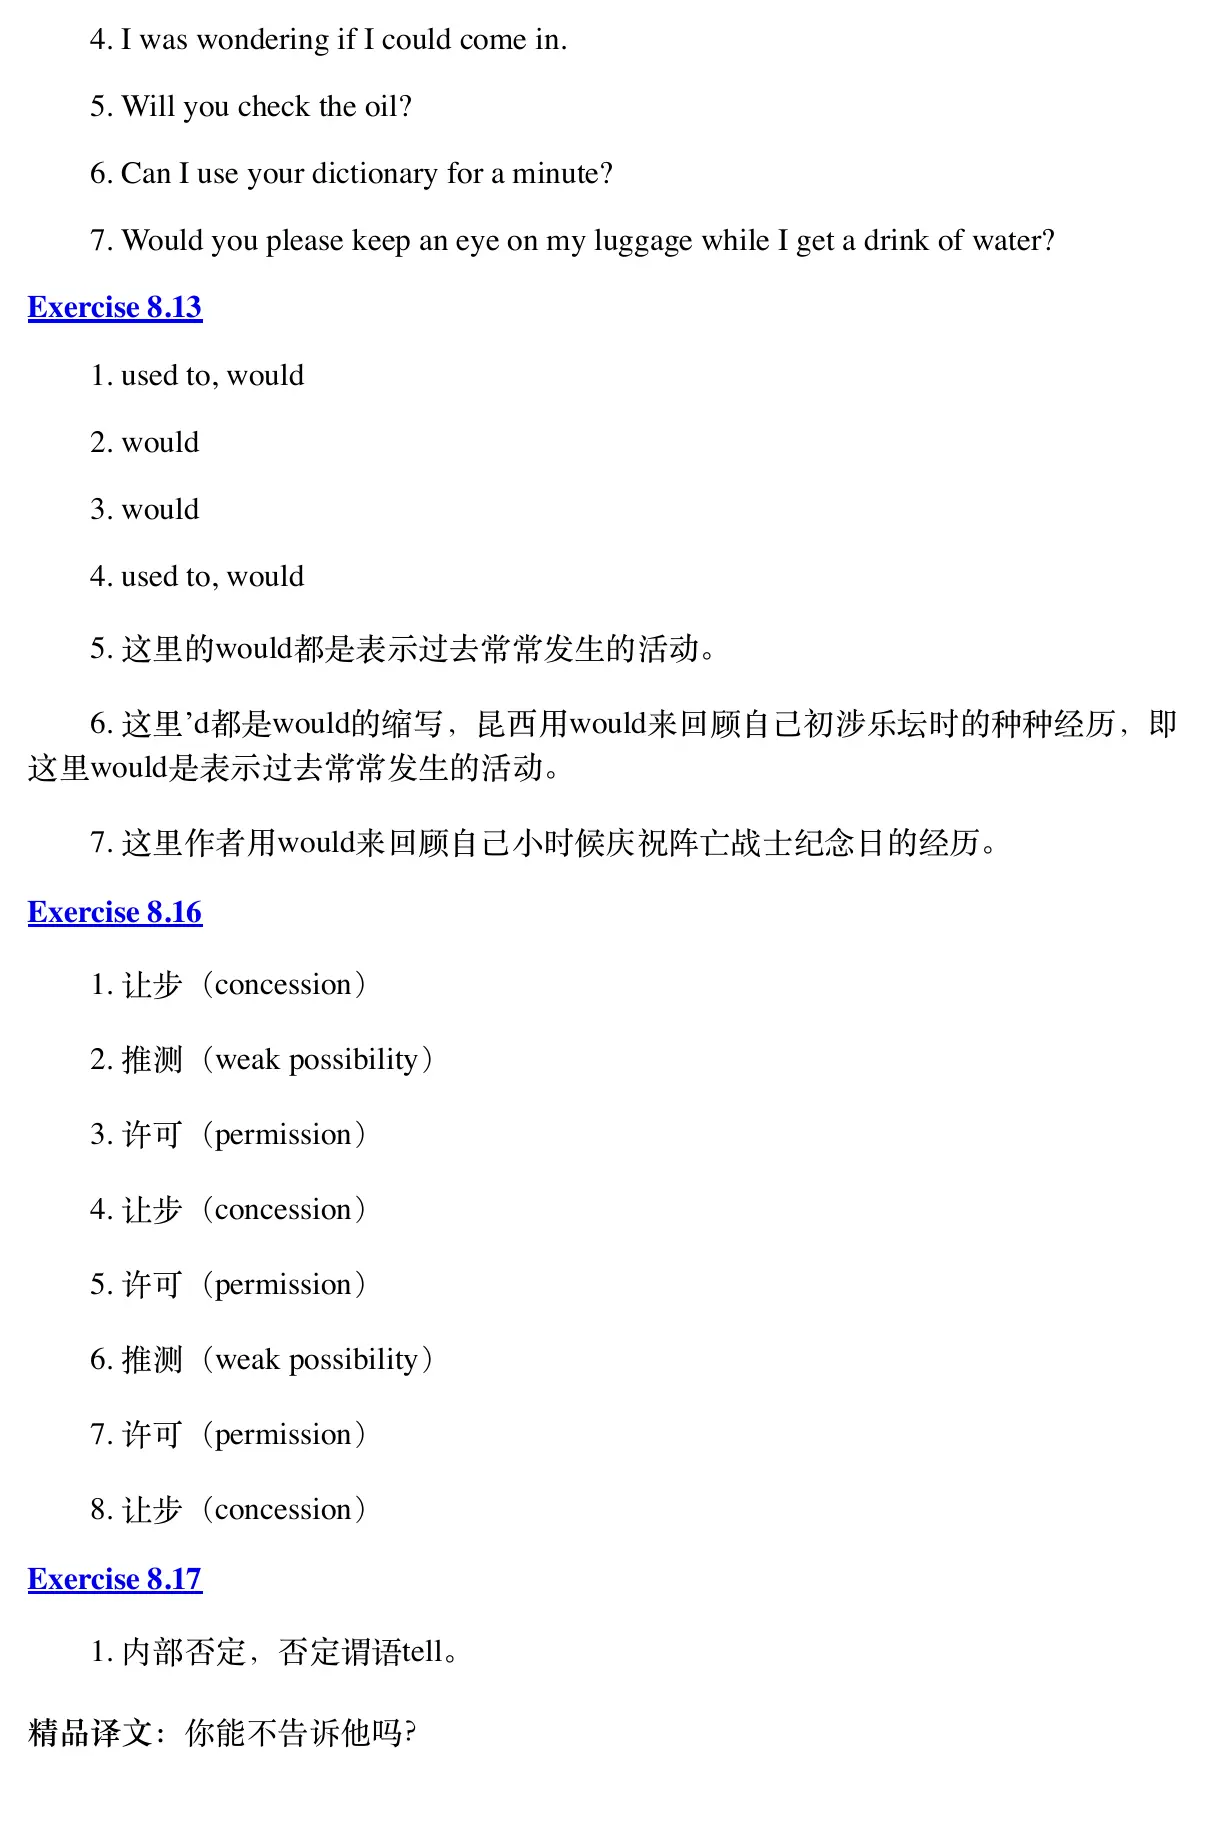 4. I was wondering if I could come in.
5. Will you check the oil?
6. Can I use your dictionary for a minute?
7. Would you please keep an eye on my luggage while I get a drink of water?
Exercise 8.13
1. used to, would
2. would
3. would
4. used to, would
5. 这里的would都是表示过去常常发生的活动。
6. 这里’d都是would的缩写，昆西用would来回顾自己初涉乐坛时的种种经历，即
这里would是表示过去常常发生的活动。
7. 这里作者用would来回顾自己小时候庆祝阵亡战士纪念日的经历。
Exercise 8.16
1. 让步（concession）
2. 推测（weak possibility）
3. 许可（permission）
4. 让步（concession）
5. 许可（permission）
6. 推测（weak possibility）
7. 许可（permission）
8. 让步（concession）
Exercise 8.17
1. 内部否定，否定谓语tell。
精品译文：你能不告诉他吗?